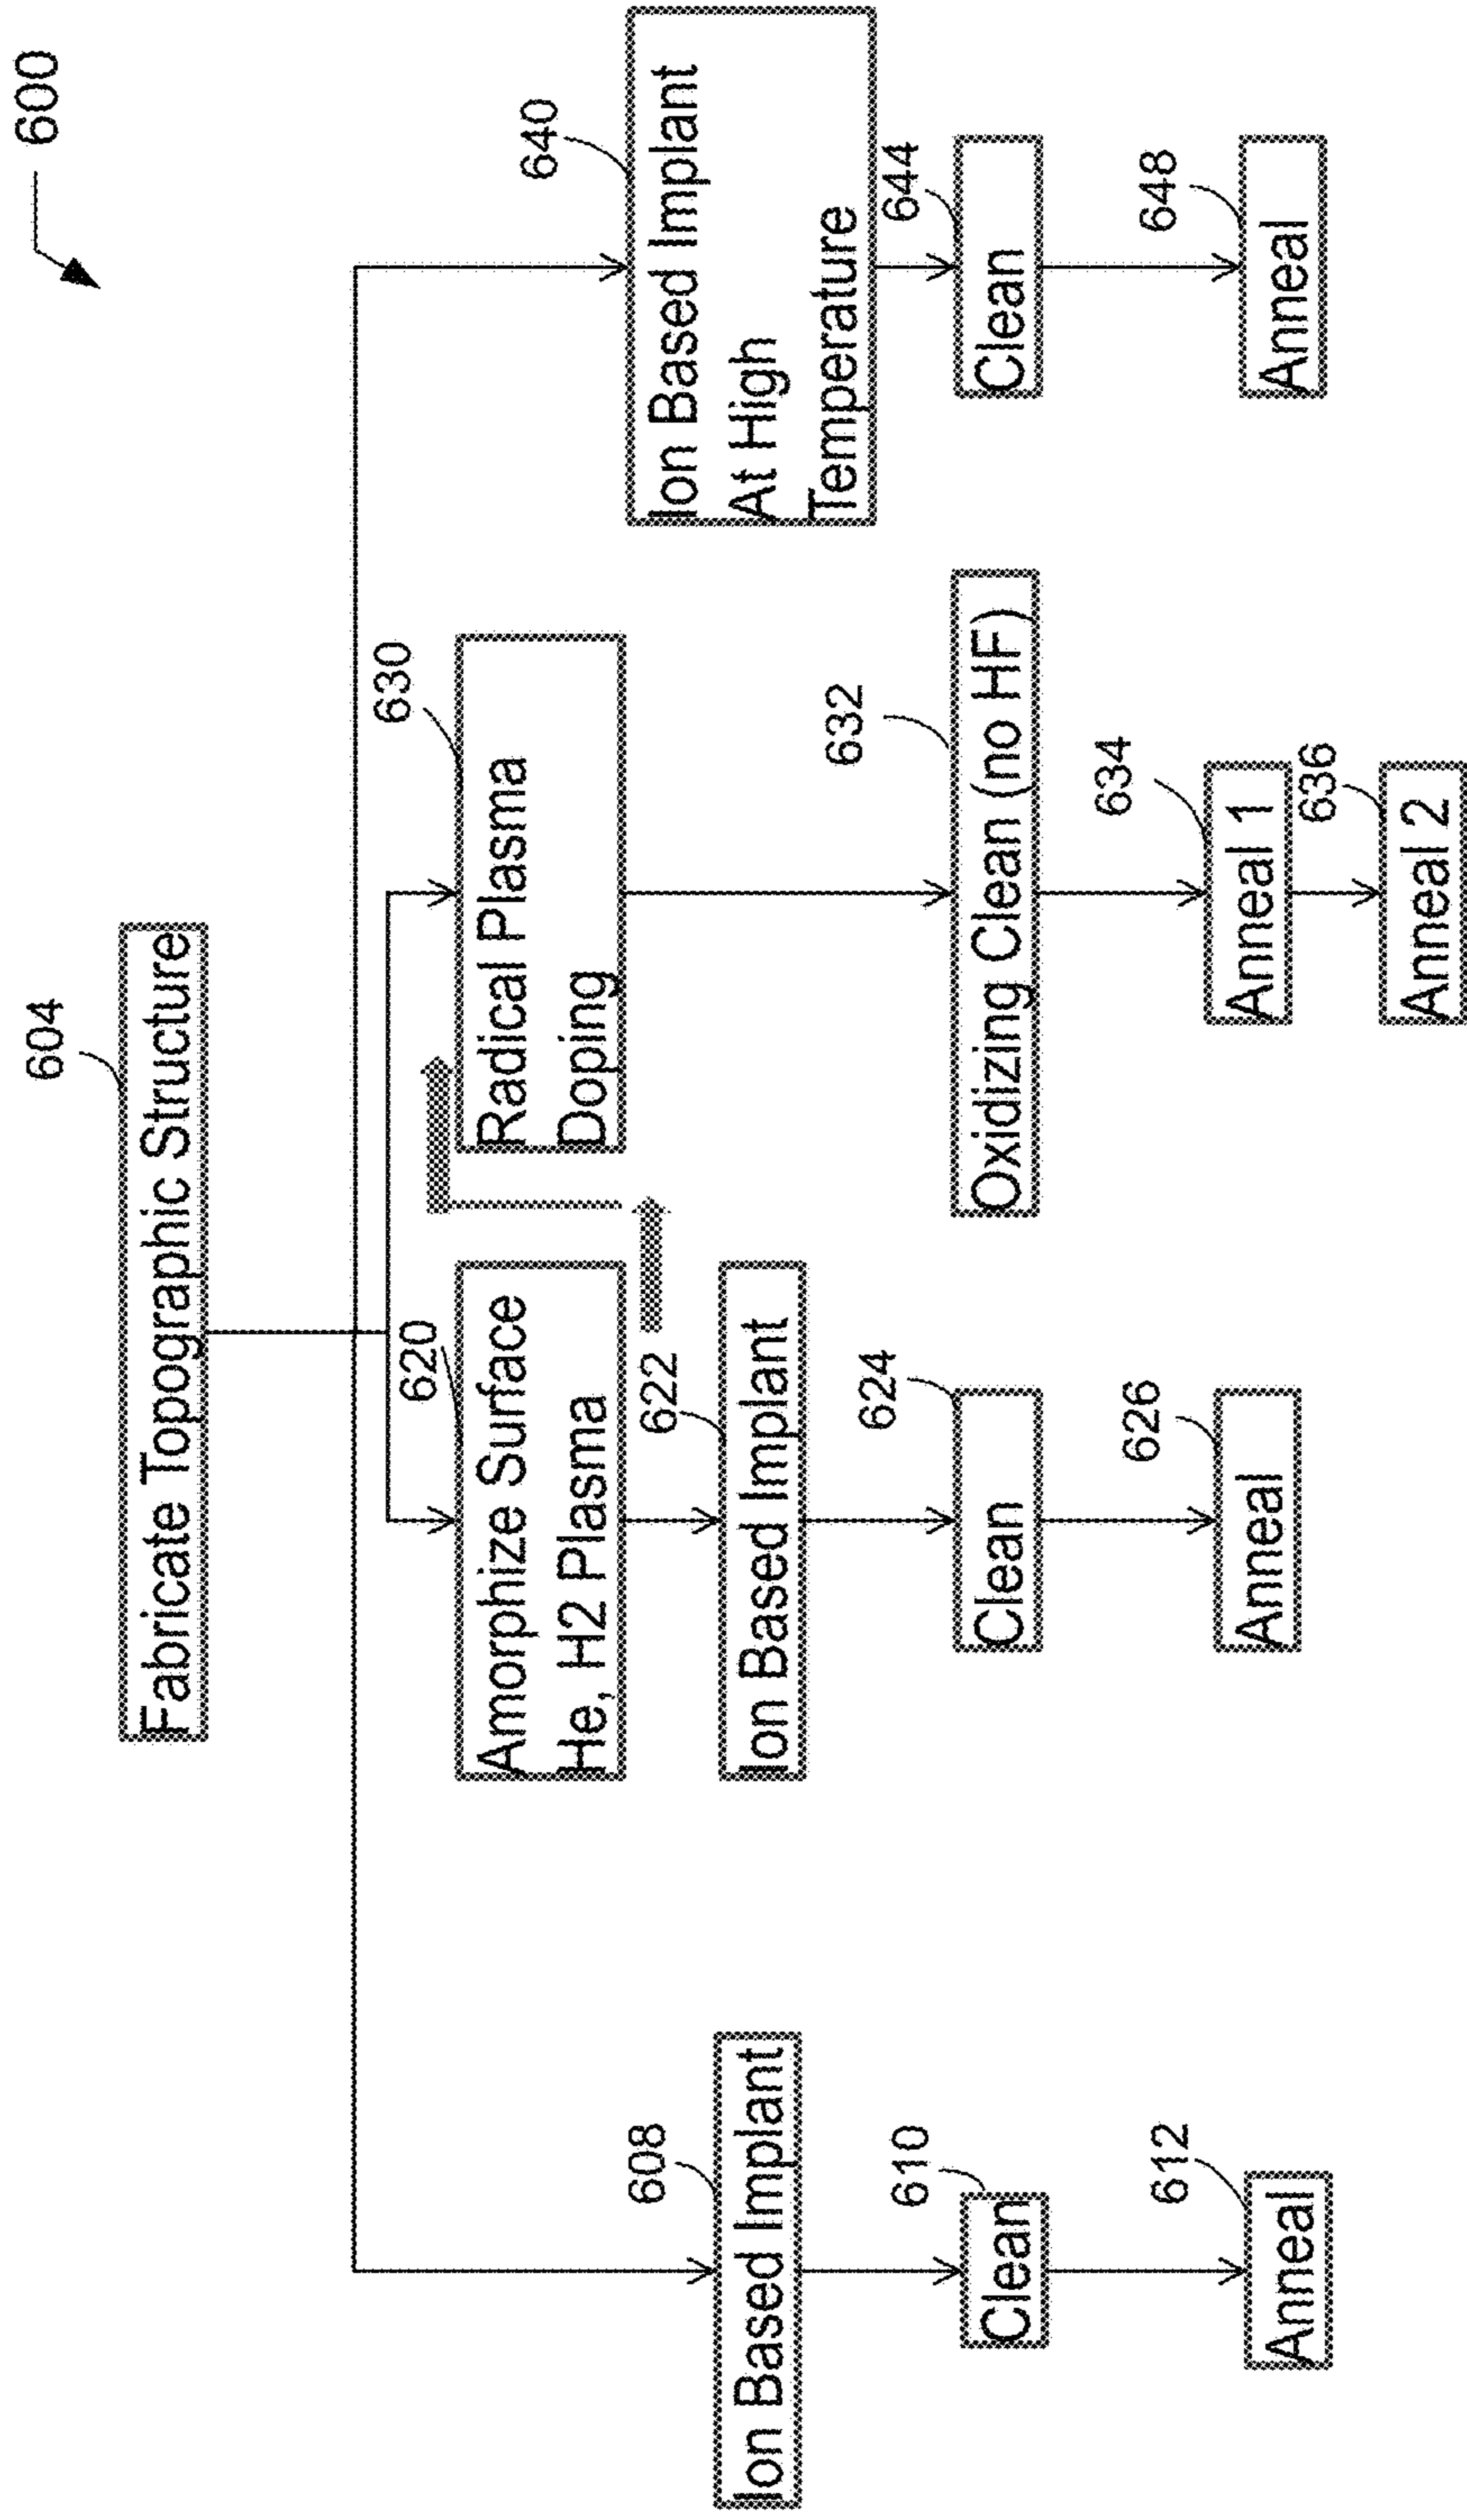 600
604
Fabricate Topographic Structure
608
Ion Based Implant
610
Clean
612
Anneal
620
Amorphize Surface
He, H2 Plasma
622
Ion Based Implant
624
Clean
626
Anneal
630
Radical Plasma
Doping
632
Oxidizing Clean (no HF)
634
Anneal 1
636
Anneal 2
640
Ion Based Implant
At High
Temperature
644
Clean
648
Anneal